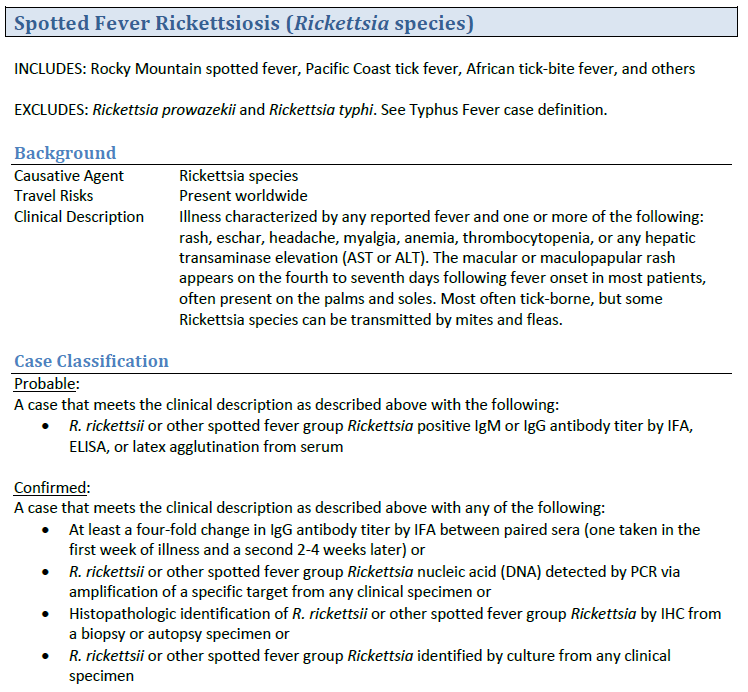 Spotted Fever Rickettsiosis (Rickettsia species)
INCLUDES: Rocky Mountain spotted fever, Pacific Coast tick fever, African tick-bite fever, and others
EXCLUDES: Rickettsia prowazekii and Rickettsia typhi. See Typhus Fever case definition.
Background
Causative Agent Rickettsia species
Travel Risks Present worldwide
Clinical Description Illness characterized by any reported fever and one or more of the following:
rash, eschar, headache, myalgia, anemia, thrombocytopenia, or any hepatic
transaminase elevation (AST or ALT). The macular or maculopapular rash
appears on the fourth to seventh days following fever onset in most patients,
often present on the palms and soles. Most often tick-borne, but some
Rickettsia species can be transmitted by mites and fleas.
Case Classification
Probable:
A case that meets the clinical description as described above with the following:
• R. rickettsii or other spotted fever group Rickettsia positive IgM or IgG antibody titer by IFA,
ELISA, or latex agglutination from serum
Confirmed:
A case that meets the clinical description as described above with any of the following:
• At least a four-fold change in IgG antibody titer by IFA between paired sera (one taken in the
first week of illness and a second 2-4 weeks later) or
• R. rickettsii or other spotted fever group Rickettsia nucleic acid (DNA) detected by PCR via
amplification of a specific target from any clinical specimen or
• Histopathologic identification of R. rickettsii or other spotted fever group Rickettsia by IHC from
a biopsy or autopsy specimen or
• R. rickettsii or other spotted fever group Rickettsia identified by culture from any clinical
specimen